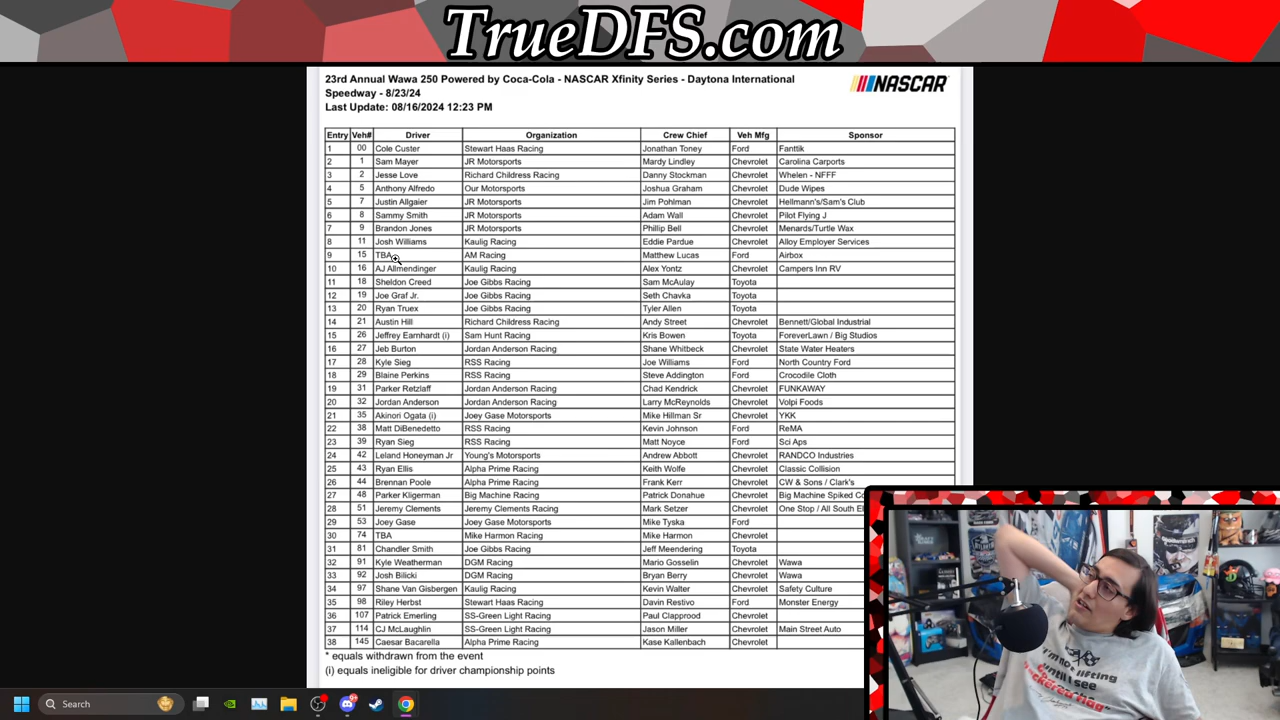 TrueDFS.com
23rd Annual Wawa 250 Powered by Coca-Cola - NASCAR Xfinity Series - Daytona International
Speedway - 8/23/24
Last Update: 08/16/2024 12:23 PM
NASCAR
Entry Veh# Driver Organization Crew Chief Veh Mfg Sponsor
1 00 Cole Custer Stewart Haas Racing Jonathan Toney Ford Fanttik
2 1 Sam Mayer JR Motorsports Mardy Lindley Chevrolet Carolina Carports
3 2 Jesse Love Richard Childress Racing Danny Stockman Chevrolet Whelen - NFFF
4 5 Anthony Alfredo Our Motorsports Joshua Graham Chevrolet Dude Wipes
5 7 Justin Allgaier JR Motorsports Jim Pohlman Chevrolet Hellmann's/Sam's Club
6 8 Sammy Smith JR Motorsports Adam Wall Chevrolet Pilot Flying J
7 9 Brandon Jones JR Motorsports Phillip Bell Chevrolet Menards/Turtle Wax
8 11 Josh Williams Kaulig Racing Eddie Pardue Chevrolet Alloy Employer Services
9 15 TBA AM Racing Matthew Lucas Ford Airbox
10 16 AJ Allmendinger Kaulig Racing Alex Yontz Chevrolet Campers Inn RV
11 18 Sheldon Creed Joe Gibbs Racing Sam McAulay Toyota
12 19 Joe Graf Jr. Joe Gibbs Racing Seth Chavka Toyota
13 20 Ryan Truex Joe Gibbs Racing Tyler Allen Toyota
14 21 Austin Hill Richard Childress Racing Andy Street Chevrolet Bennett/Global Industrial
15 26 Jeffrey Earnhardt (i) Sam Hunt Racing Kris Bowen Toyota ForeverLawn / Big Studios
16 27 Jeb Burton Jordan Anderson Racing Shane Whitbeck Chevrolet State Water Heaters
17 28 Kyle Sieg RSS Racing Joe Williams Ford North Country Ford
18 29 Blaine Perkins RSS Racing Steve Addington Ford Crocodile Cloth
19 31 Parker Retzlaff Jordan Anderson Racing Chad Kendrick Chevrolet FUNKAWAY
20 32 Jordan Anderson Jordan Anderson Racing Larry McReynolds Chevrolet Volpi Foods
21 35 Akinori Ogata (i) Joey Gase Motorsports Mike Hillman Sr Chevrolet YKK
22 38 Matt DiBenedetto RSS Racing Kevin Johnson Ford ReMA
23 39 Ryan Sieg RSS Racing Matt Noyce Ford Sci Aps
24 42 Leland Honeyman Jr Young's Motorsports Andrew Abbott Chevrolet RANDCO Industries
25 43 Ryan Ellis Alpha Prime Racing Keith Wolfe Chevrolet Classic Collision
26 44 Brennan Poole Alpha Prime Racing Frank Kerr Chevrolet CW & Sons / Clark's
27 48 Parker Kligerman Big Machine Racing Patrick Donahue Chevrolet Big Machine Spiked Co
28 51 Jeremy Clements Jeremy Clements Racing Mark Setzer Chevrolet One Stop / All South El
29 53 Joey Gase Joey Gase Motorsports Mike Tyska Ford
30 74 TBA Mike Harmon Racing Mike Harmon Chevrolet
31 81 Chandler Smith Joe Gibbs Racing Jeff Meendering Toyota
32 91 Kyle Weatherman DGM Racing Mario Gosselin Chevrolet Wawa
33 92 Josh Bilicki DGM Racing Bryan Berry Chevrolet Wawa
34 97 Shane Van Gisbergen Kaulig Racing Kevin Walter Chevrolet Safety Culture
35 98 Riley Herbst Stewart Haas Racing Davin Restivo Ford Monster Energy
36 107 Patrick Emerling SS-Green Light Racing Paul Clapprood Chevrolet
37 114 CJ McLaughlin SS-Green Light Racing Jason Miller Chevrolet Main Street Auto
38 145 Caesar Bacarella Alpha Prime Racing Kase Kallenbach Chevrolet
* equals withdrawn from the event
(i) equals ineligible for driver championship points
I'm not lifting
until I see
checkered flag"
Search